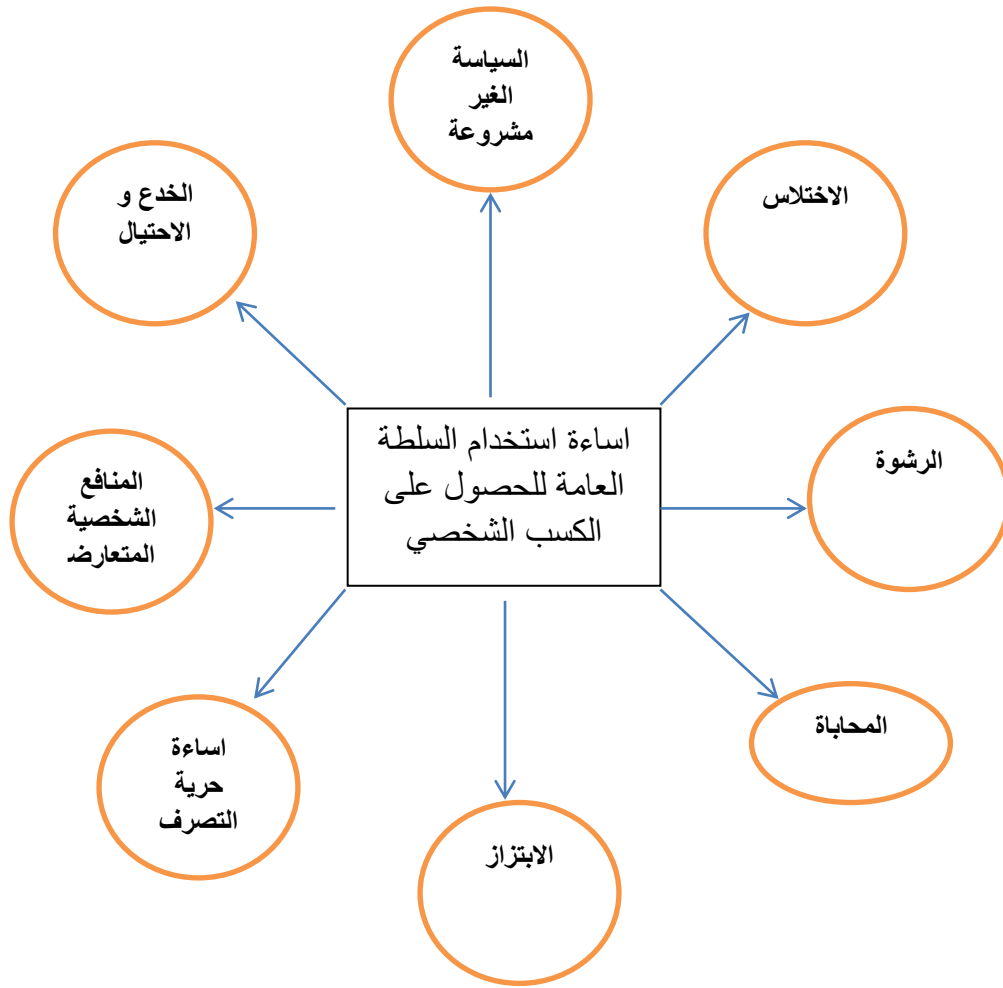 السياسة
الغير
مشروعة
الاختلاس
الخدع و
الاحتيال
اساءة استخدام السلطة
العامة للحصول على
الكسب الشخصي
الرشوة
المنافع
الشخصية
المتعارضـ
المحاباة
اساءة
حرية
التصرف
الابتزاز